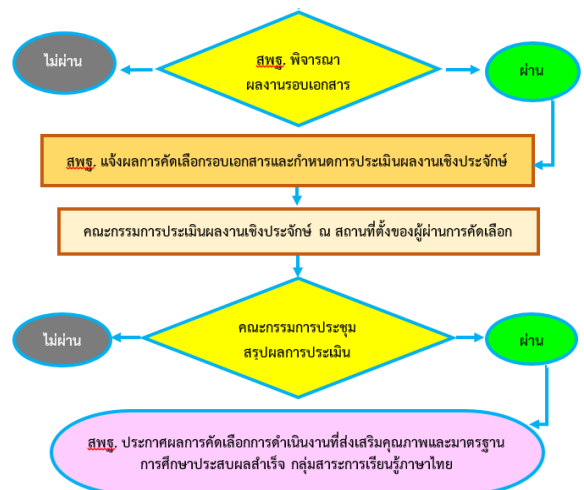 สพฐ. พิจารณา
ไม่ผ่าน
ผ่าน
ผลงานรอบเอกสาร
สพฐ. แจ้งผลการคัดเลือกรอบเอกสารและกำหนดการประเมินผลงานเชิงประจักษ์
คณะกรรมการประเมินผลงานเชิงประจักษ์ ณ สถานที่ตั้งของผู้ผ่านการคัดเลือก
คณะกรรมการประชุม
ไม่ผ่าน
ผ่าน
สรุปผลการประเมิน
สพฐ. ประกาศผลการคัดเลือกการดำเนินงานที่ส่งเสริมคุณภาพและมาตรฐาน
การศึกษาประสบผลสำเร็จ กลุ่มสาระการเรียนรู้ภาษาไทย